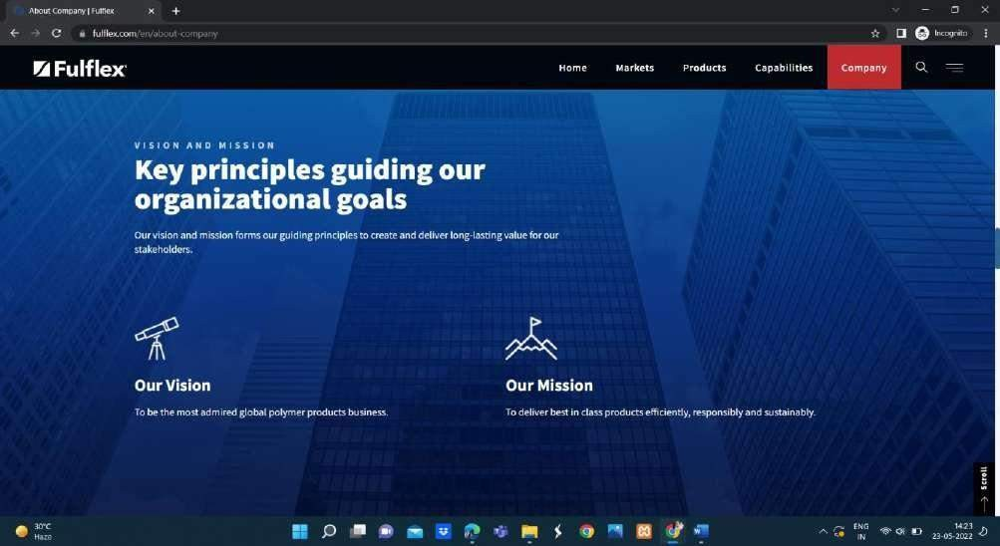 About-Company | Fulflex
fulflex.com/en/about-company
Incognito
Fulflex
Home Markets Products Capabilities Company
VISION AND MISSION
Key principles guiding our
organizational goals
Our vision and mission forms our guiding principles to create and deliver long-lasting value for our
stakeholders.
Our Vision
To be the most admired global polymer products business.
Our Mission
To deliver best in class products efficiently, responsibly and sustainably.
Scroll
30°C
Haze
ENG
IN
14:23
23-05-2022